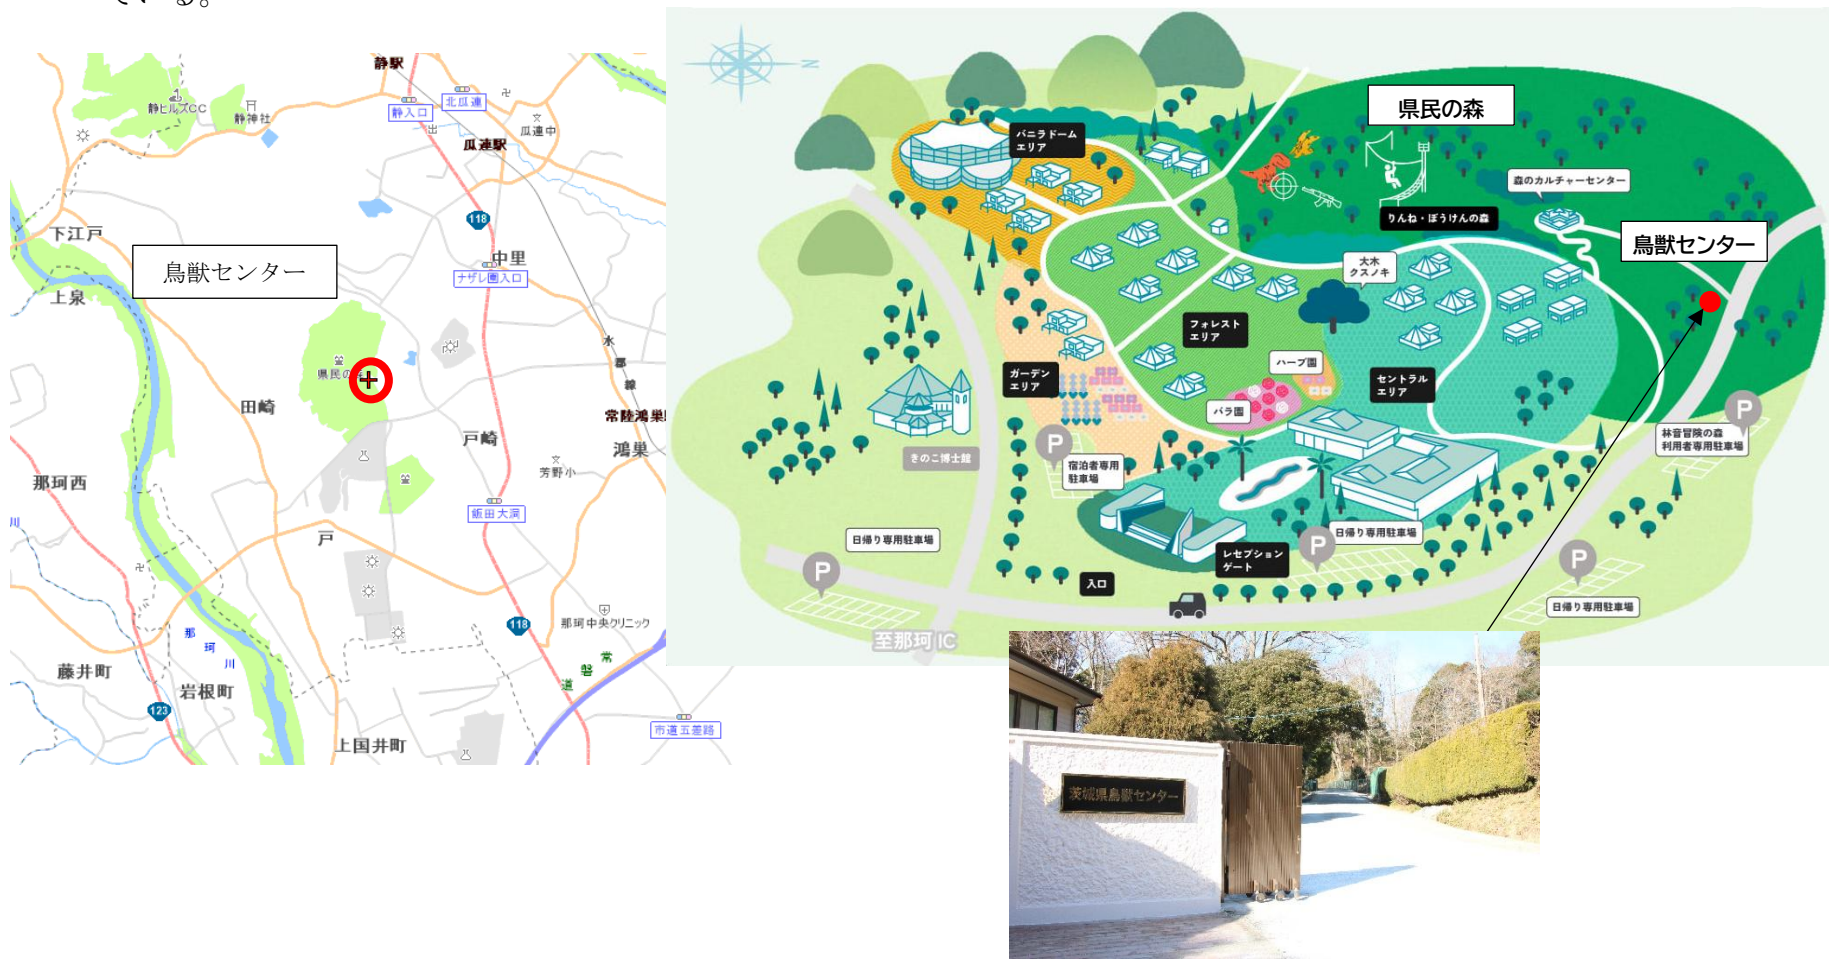 ている。
静駅
北瓜連
静入口
静ヒルズCC
静神社
瓜連中
瓜連駅
118
下江戸
中里
ナザレ園入口
鳥獣センター
上泉
水
郡
線
県民の
常陸鴻巣
田崎
戸崎
鴻巣
芳野小
那珂西
飯田大洞
川
戸
118
那珂中央クリニック
那
珂
川
常
磐
道
藤井町
岩根町
123
市道五差路
上国井町
N
県民の森
バニラドーム
エリア
森のカルチャーセンター
りんね・ぼうけんの森
鳥獣センター
大木
クスノキ
フォレスト
エリア
ハーブ園
ガーデン
エリア
セントラル
エリア
バラ園
P
林音冒険の森
利用者専用駐車場
きのこ博士館
P
宿泊者専用
駐車場
日帰り専用駐車場
P
日帰り専用駐車場
P
レセプション
ゲート
P
入口
日帰り専用駐車場
至那珂IC
茨城県鳥獣センター